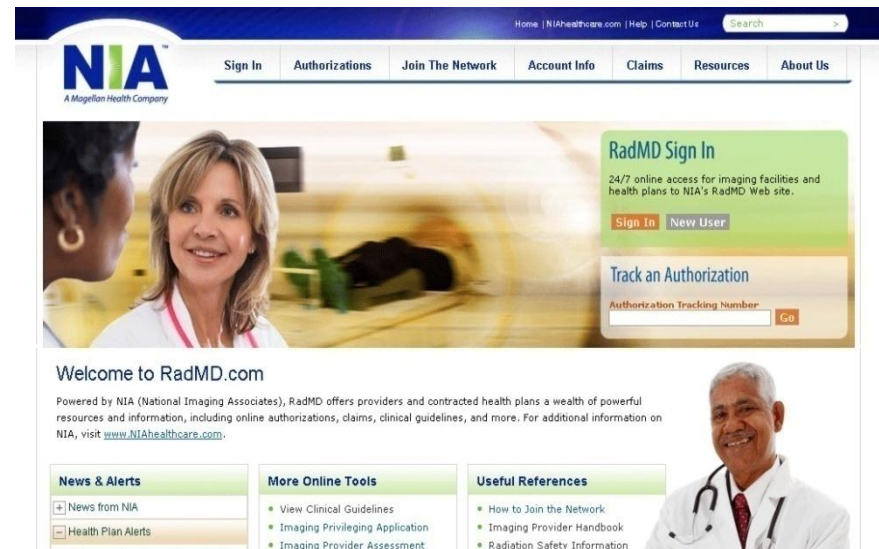 Home | NIAhealthcare.com | Help | Contact Us
Search >
NIA™
A Magellan Health Company
Sign In
Authorizations
Join The Network
Account Info
Claims
Resources
About Us
RadMD Sign In
24/7 online access for imaging facilities and
health plans to NIA's RadMD Web site.
Sign In New User
Track an Authorization
Authorization Tracking Number
Go
Welcome to RadMD.com
Powered by NIA (National Imaging Associates), RadMD offers providers and contracted health plans a wealth of powerful
resources and information, including online authorizations, claims, clinical guidelines, and more. For additional information on
NIA, visit www.NIAhealthcare.com.
News & Alerts
+ News from NIA
− Health Plan Alerts
More Online Tools
• View Clinical Guidelines
• Imaging Privileging Application
• Imaging Provider Assessment
Useful References
• How to Join the Network
• Imaging Provider Handbook
• Radiation Safety Information